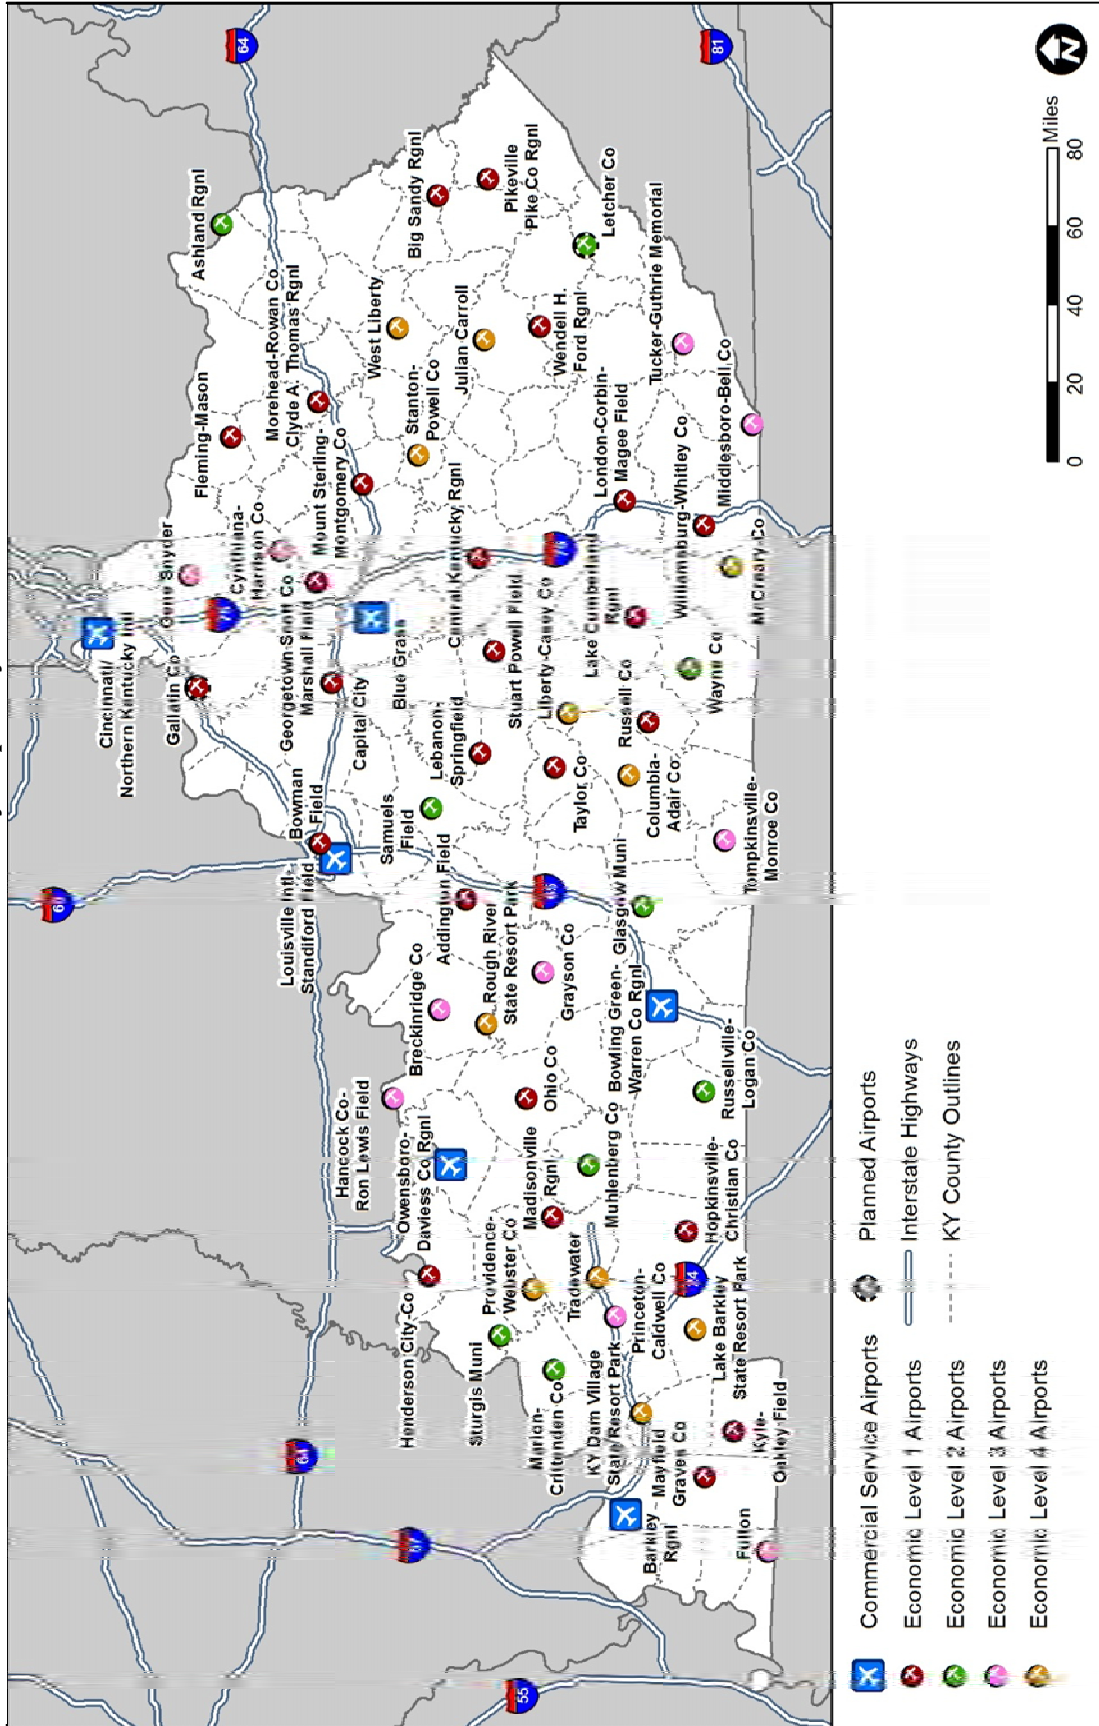 64
81
64
55
Cincinnati/
Northern Kentucky Intl
Gallatin Co
Gene Snyder
Fleming-Mason
Ashland Rgnl
Cynthiana-
Harrison Co
Morehead-Rowan Co
Clyde A. Thomas Rgnl
Georgetown-Scott Co
Marshall Field
Mount Sterling-
Montgomery Co
Louisville Intl-
Standiford Field
Bowman
Field
Capital City
Blue Grass
West Liberty
Stanton-
Powell Co
Big Sandy Rgnl
Hancock Co-
Ron Lewis Field
Samuels
Field
Lebanon-
Springfield
Central Kentucky Rgnl
Julian Carroll
Pikeville
Pike Co Rgnl
Henderson City-Co
Owensboro-
Daviess Co Rgnl
Breckinridge Co
Addington Field
Stuart Powell Field
Wendell H.
Ford Rgnl
Letcher Co
Sturgis Muni
Providence-
Webster Co
Rough River
State Resort Park
Liberty-Casey Co
London-Corbin-
Magee Field
Tucker-Guthrie Memorial
Marion-
Crittenden Co
Madisonville
Rgnl
Ohio Co
Grayson Co
Taylor Co
Lake Cumberland
Rgnl
Tradewater
Muhlenberg Co
Bowling Green-
Warren Co Rgnl
Glasgow Muni
Columbia-
Adair Co
Russell Co
Williamsburg-Whitley Co
Middlesboro-Bell Co
KY Dam Village
State Resort Park
Princeton-
Caldwell Co
Wayne Co
McCreary Co
Barkley
Rgnl
Mayfield
Graves Co
Lake Barkley
State Resort Park
Hopkinsville-
Christian Co
Russellville-
Logan Co
Tompkinsville-
Monroe Co
Fulton
Kyle-
Oakley Field
Commercial Service Airports
Economic Level 1 Airports
Economic Level 2 Airports
Economic Level 3 Airports
Economic Level 4 Airports
Planned Airports
Interstate Highways
KY County Outlines
0 20 40 60 80
Miles
N